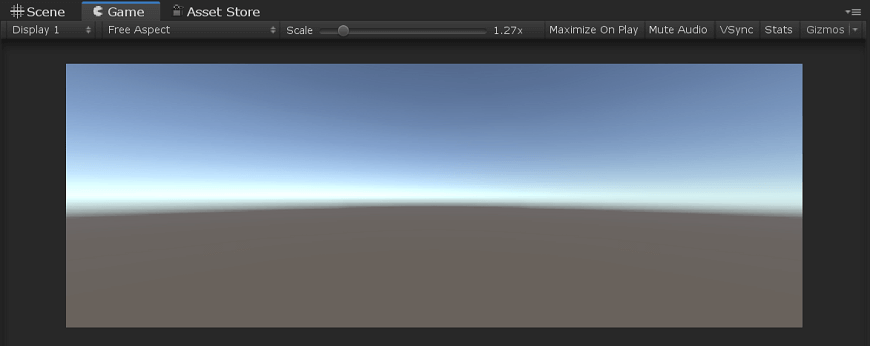 Scene Game Asset Store
Display 1 Free Aspect Scale 1.27x Maximize On Play Mute Audio VSync Stats Gizmos